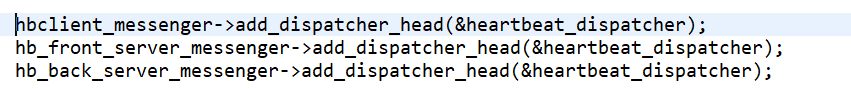 hbclient_messenger->add_dispatcher_head(&heartbeat_dispatcher);
hb_front_server_messenger->add_dispatcher_head(&heartbeat_dispatcher);
hb_back_server_messenger->add_dispatcher_head(&heartbeat_dispatcher);